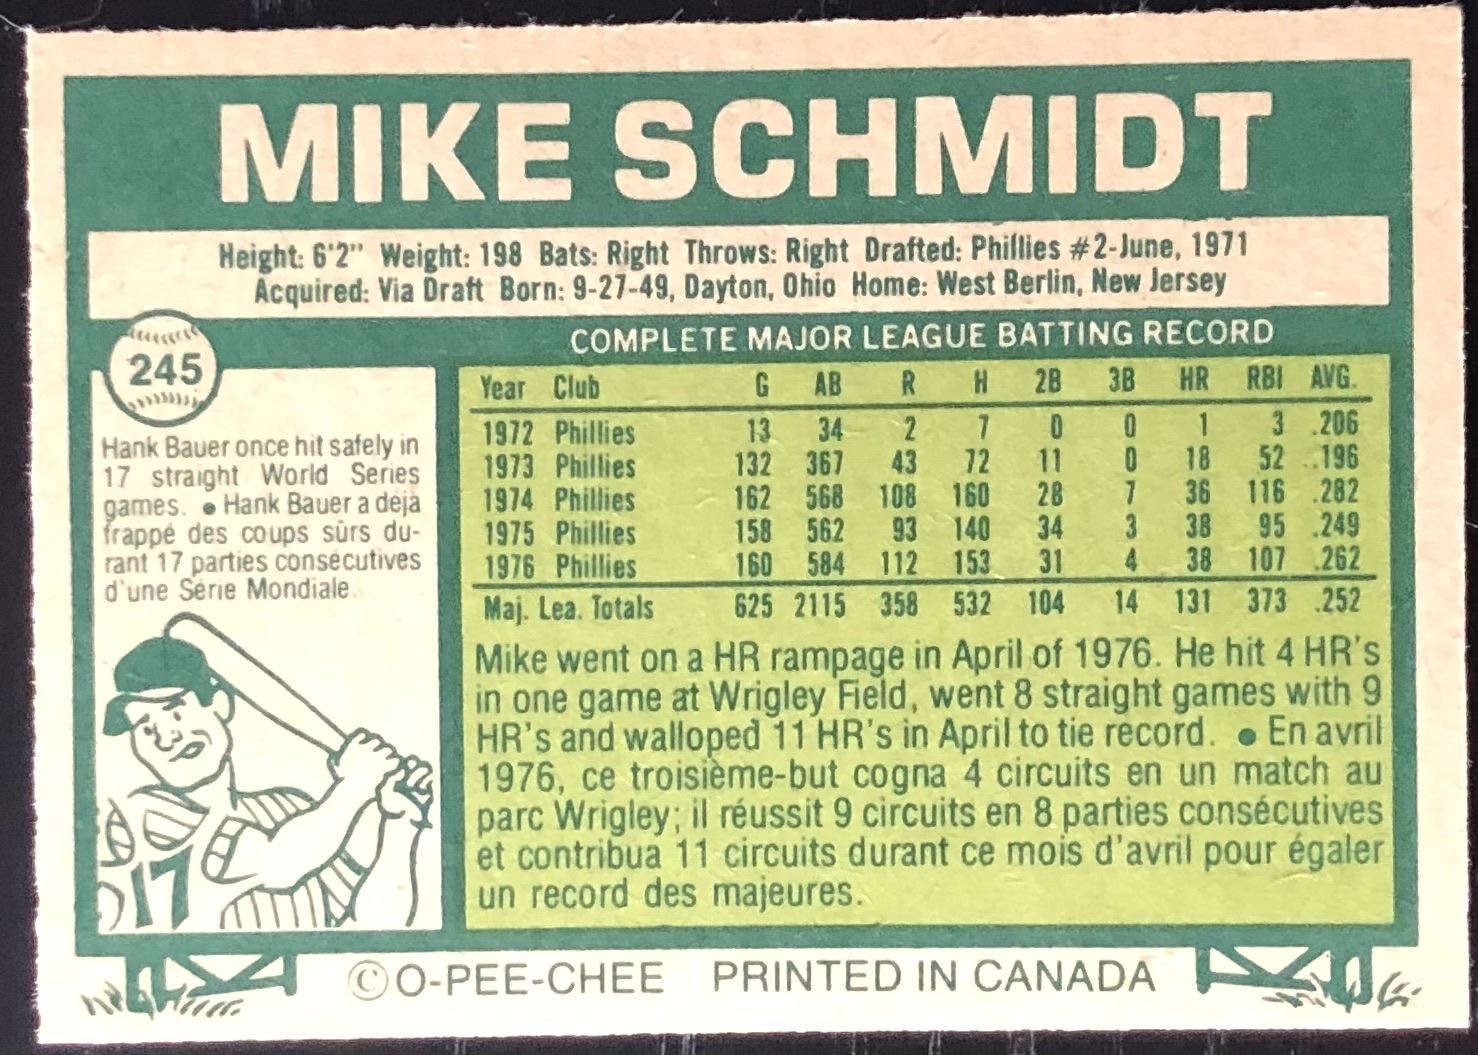 MIKE SCHMIDT
Height: 6'2" Weight: 198 Bats: Right Throws: Right Drafted: Phillies #2-June, 1971
Acquired: Via Draft Born: 9-27-49, Dayton, Ohio Home: West Berlin, New Jersey
245
Hank Bauer once hit safely in
17 straight World Series
games. ● Hank Bauer a déjà
frappé des coups sûrs du-
rant 17 parties consécutives
d'une Série Mondiale.
17
COMPLETE MAJOR LEAGUE BATTING RECORD
Year Club G AB R H 2B 3B HR RBI AVG.
1972 Phillies 13 34 2 7 0 0 1 3 .206
1973 Phillies 132 367 43 72 11 0 18 52 .196
1974 Phillies 162 568 108 160 28 7 36 116 .282
1975 Phillies 158 562 93 140 34 3 38 95 .249
1976 Phillies 160 584 112 153 31 4 38 107 .262
Maj. Lea. Totals 625 2115 358 532 104 14 131 373 .252
Mike went on a HR rampage in April of 1976. He hit 4 HR's
in one game at Wrigley Field, went 8 straight games with 9
HR's and walloped 11 HR's in April to tie record. ● En avril
1976, ce troisième-but cogna 4 circuits en un match au
parc Wrigley; il réussit 9 circuits en 8 parties consécutives
et contribua 11 circuits durant ce mois d'avril pour égaler
un record des majeures.
© O-PEE-CHEE PRINTED IN CANADA